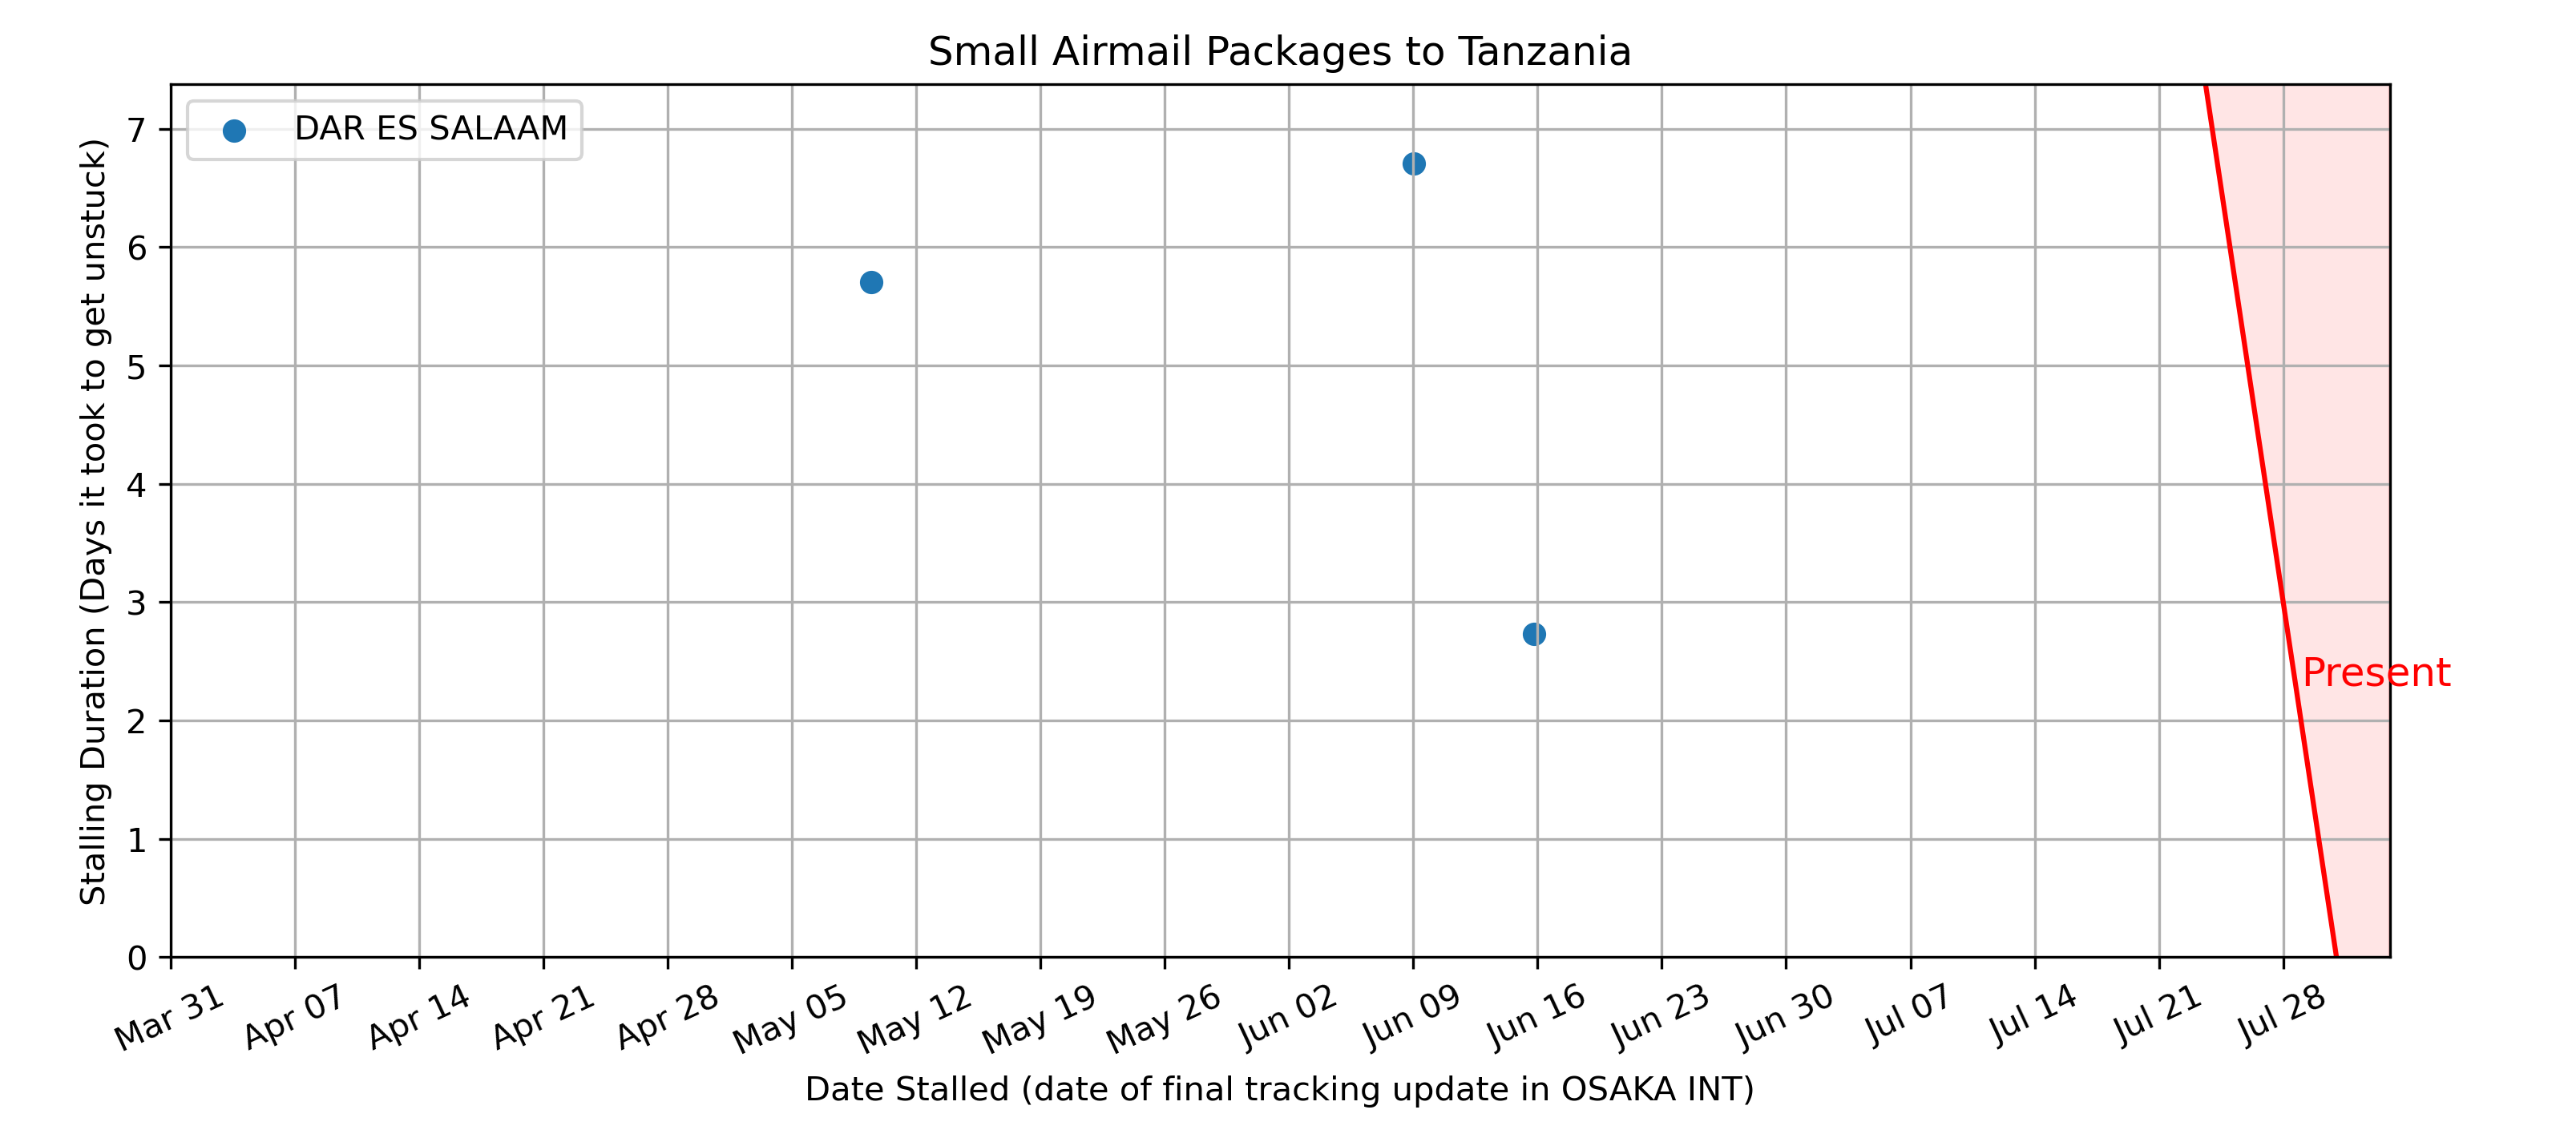 Small Airmail Packages to Tanzania
DAR ES SALAAM
Stalling Duration (Days it took to get unstuck)
7
6
5
4
3
2
1
0
Present
Mar 31
Apr 07
Apr 14
Apr 21
Apr 28
May 05
May 12
May 19
May 26
Jun 02
Jun 09
Jun 16
Jun 23
Jun 30
Jul 07
Jul 14
Jul 21
Jul 28
Date Stalled (date of final tracking update in OSAKA INT)